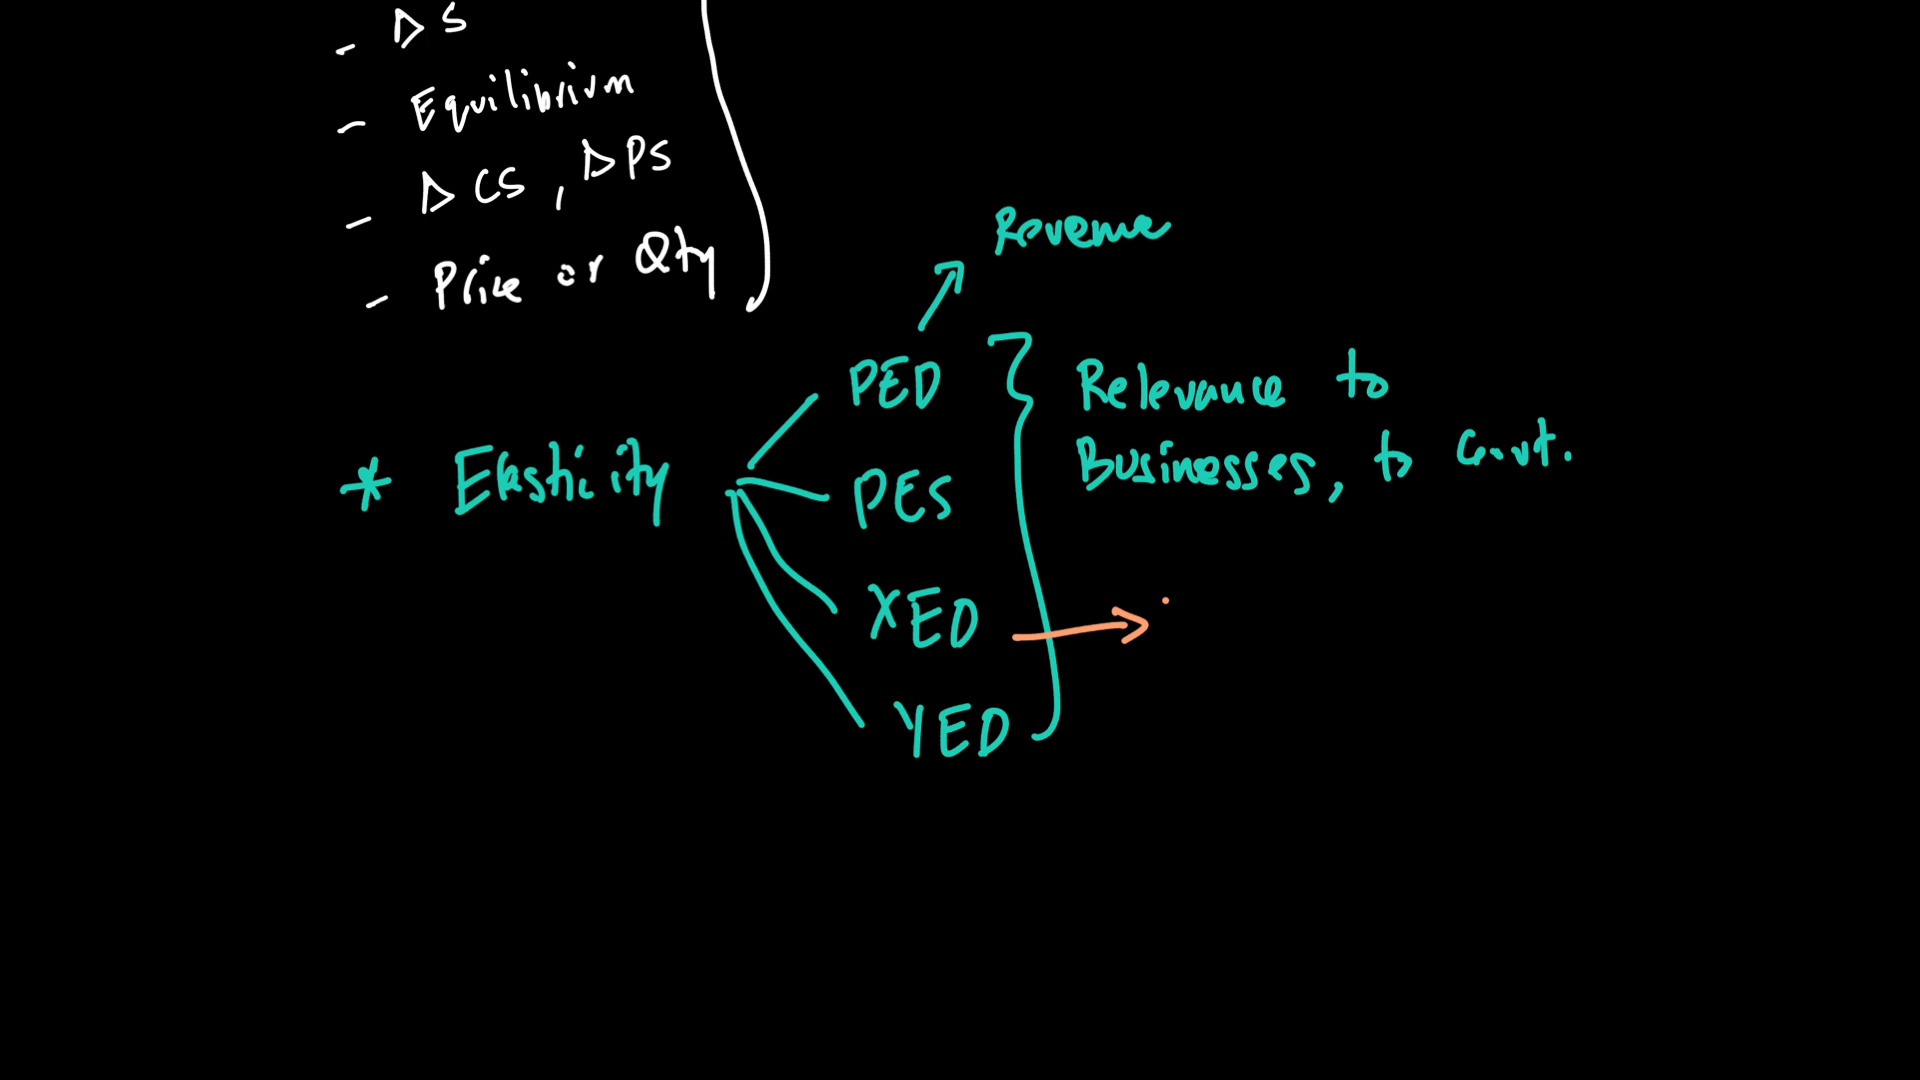 - ΔS
- Equilibrium
- ΔCS, ΔPS
- Price or Qty
Revenue
PED
Relevance to
Businesses, to Govt.
* Elasticity
PES
XED
YED